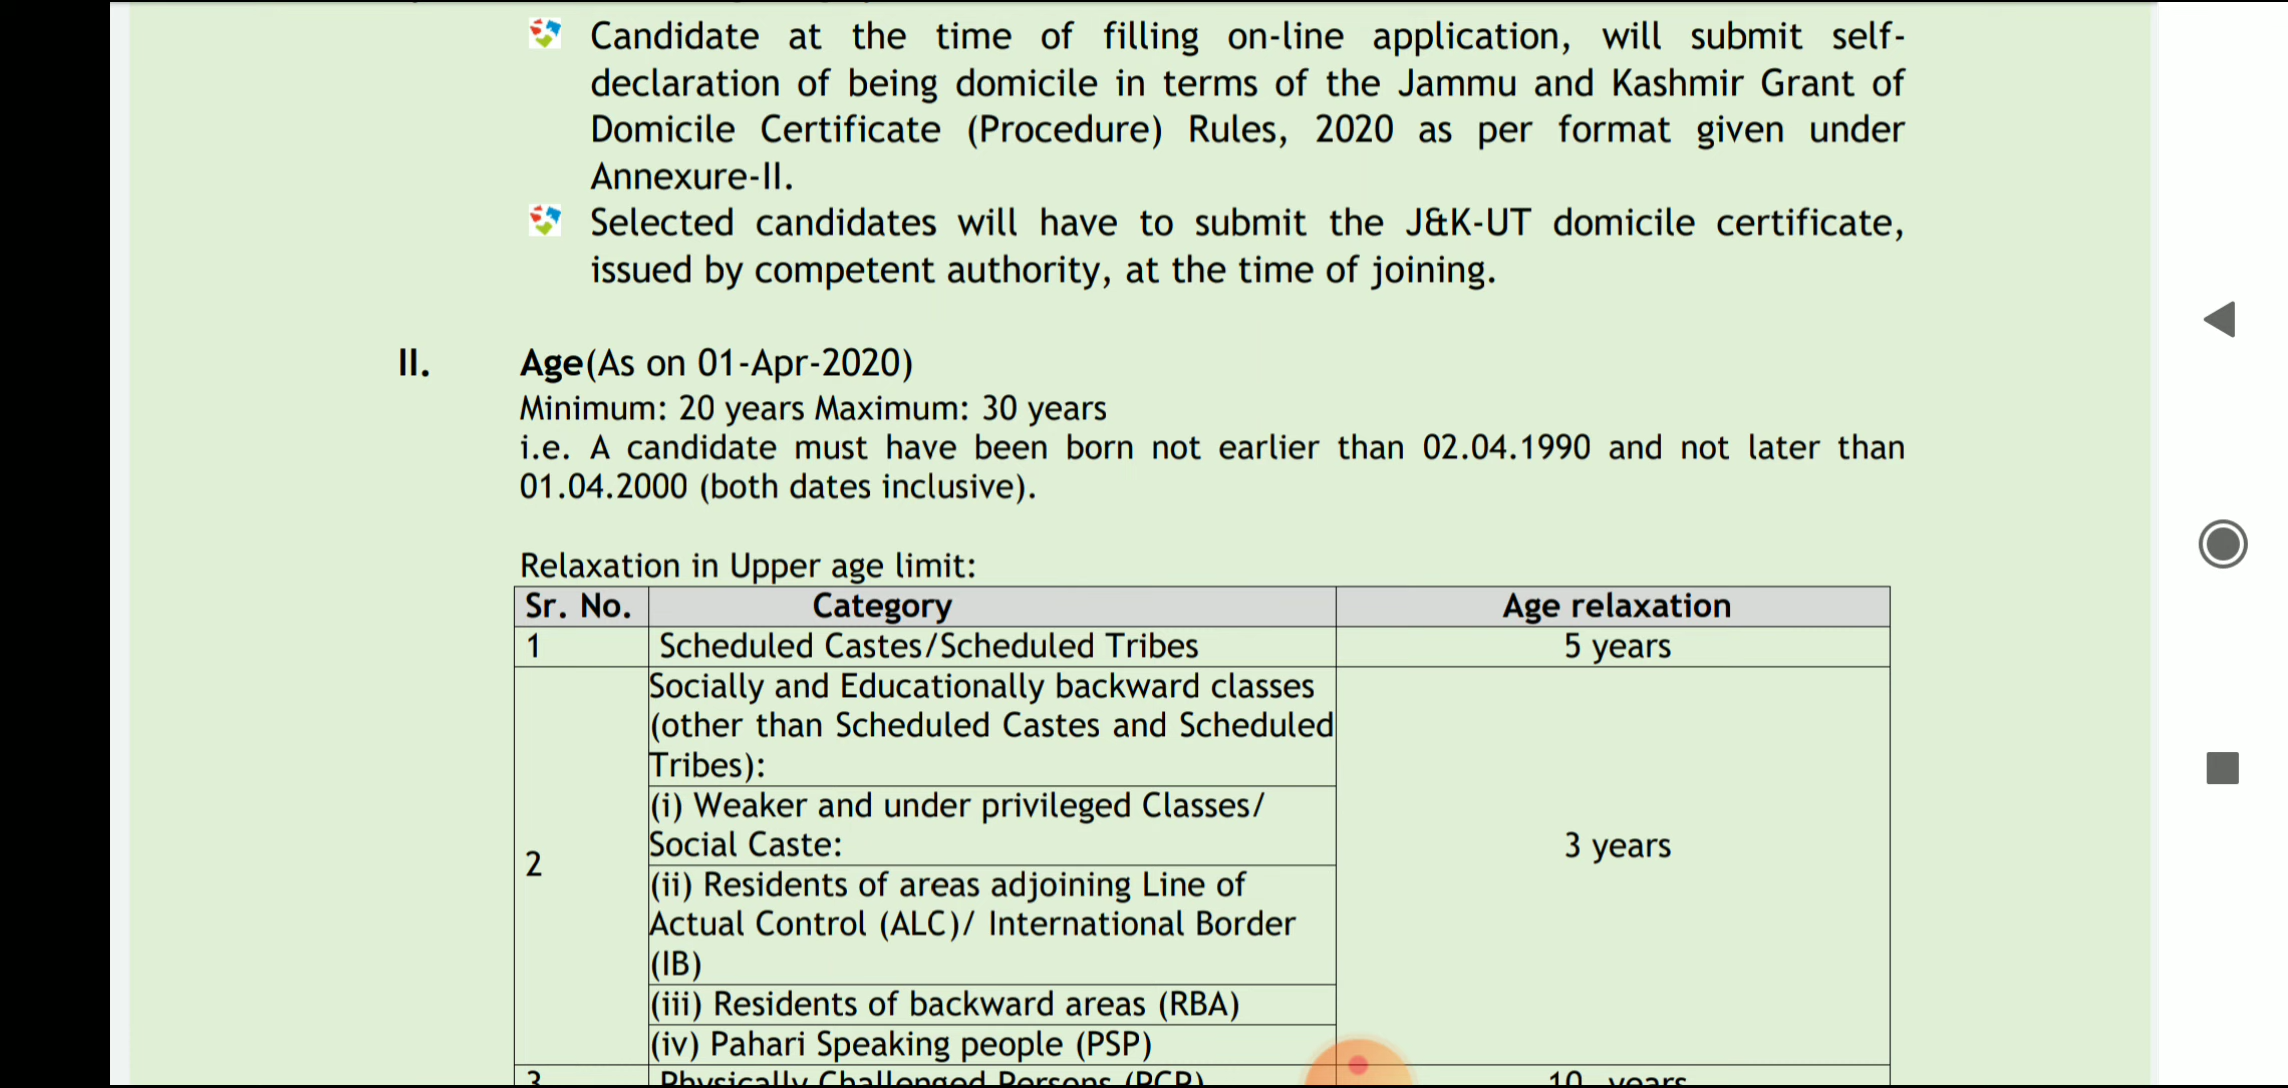 Candidate at the time of filling on-line application, will submit self-
declaration of being domicile in terms of the Jammu and Kashmir Grant of
Domicile Certificate (Procedure) Rules, 2020 as per format given under
Annexure-II.
Selected candidates will have to submit the J&K-UT domicile certificate,
issued by competent authority, at the time of joining.
II. Age(As on 01-Apr-2020)
Minimum: 20 years Maximum: 30 years
i.e. A candidate must have been born not earlier than 02.04.1990 and not later than
01.04.2000 (both dates inclusive).
Relaxation in Upper age limit:
Sr. No. Category Age relaxation
1 Scheduled Castes/Scheduled Tribes 5 years
2 Socially and Educationally backward classes
(other than Scheduled Castes and Scheduled
Tribes):
(i) Weaker and under privileged Classes/
Social Caste:
3 years
(ii) Residents of areas adjoining Line of
Actual Control (ALC)/ International Border
(IB)
(iii) Residents of backward areas (RBA)
(iv) Pahari Speaking people (PSP)
3 Physically Challenged Persons (PCP) 10 years